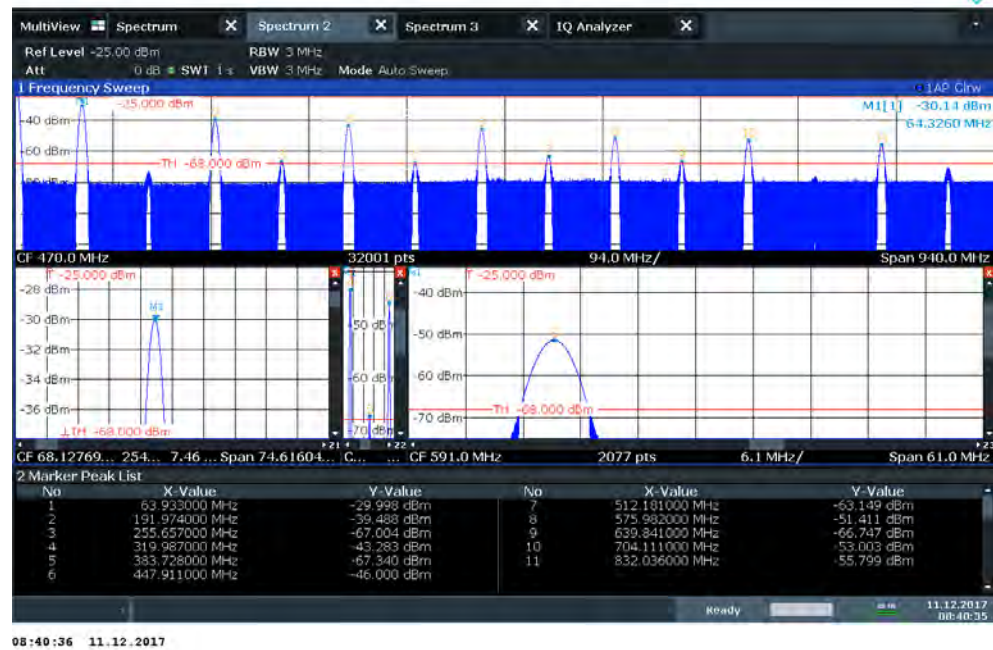 MultiView Spectrum X Spectrum 2 X Spectrum 3 X IQ Analyzer X
Ref Level -25.00 dBm RBW 3 MHz
Att 0 dB SWT 1 s VBW 3 MHz Mode Auto Sweep
1 Frequency Sweep 1AP Clrw
-25.000 dBm M1[1] -30.14 dBm
-40 dBm 64.3260 MHz
-60 dBm
TH -68.000 dBm
CF 470.0 MHz 32001 pts 94.0 MHz/ Span 940.0 MHz
-25.000 dBm -25.000 dBm
-28 dBm -40 dBm
M1
-30 dBm -50 dB -50 dBm
-32 dBm
-34 dBm -60 dB -60 dBm
-36 dBm TH -68.000 dBm
TH -68.000 dBm -70 dB -70 dBm
21 22 23
CF 68.12769... 254... 7.46... Span 74.61604... C... ... CF 591.0 MHz 2077 pts 6.1 MHz/ Span 61.0 MHz
2 Marker Peak List
No X-Value Y-Value No X-Value Y-Value
1 63.933000 MHz -29.998 dBm 7 512.181000 MHz -63.149 dBm
2 191.974000 MHz -39.488 dBm 8 575.982000 MHz -51.411 dBm
3 255.657000 MHz -67.004 dBm 9 639.841000 MHz -66.747 dBm
4 319.987000 MHz -43.283 dBm 10 704.111000 MHz -53.003 dBm
5 383.728000 MHz -67.340 dBm 11 832.036000 MHz -55.799 dBm
6 447.911000 MHz -46.000 dBm
Ready 11.12.2017
08:40:35
08:40:36 11.12.2017